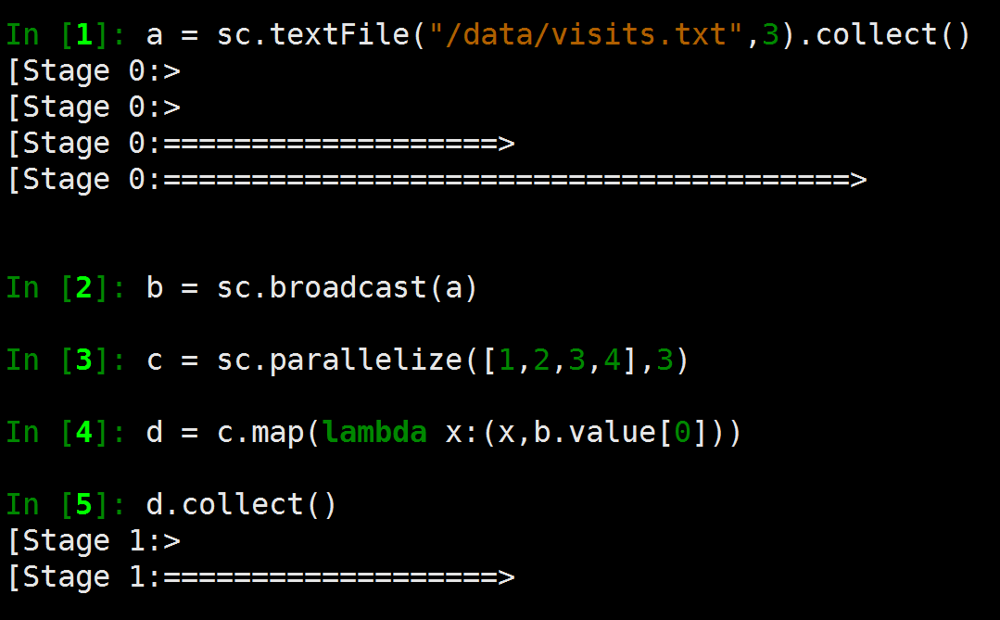 In [1]: a = sc.textFile("/data/visits.txt",3).collect()
[Stage 0:>
[Stage 0:>
[Stage 0:===================>
[Stage 0:=======================================>
In [2]: b = sc.broadcast(a)
In [3]: c = sc.parallelize([1,2,3,4],3)
In [4]: d = c.map(lambda x:(x,b.value[0]))
In [5]: d.collect()
[Stage 1:>
[Stage 1:===================>